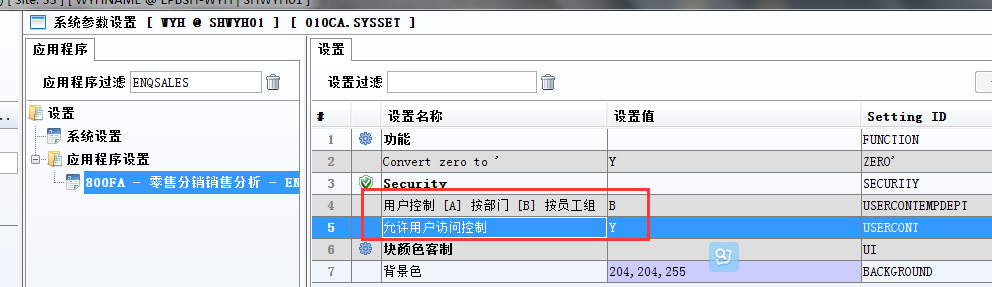 系统参数设置 [ WYH @ SHWYH01 ] [ 010CA.SYSSET ]
应用程序
设置
应用程序过滤 ENQSALES
设置过滤
设置
系统设置
应用程序设置
800FA - 零售分销销售分析 - EN
# 设置名称 设置值 Setting ID
1 功能 FUNCTION
2 Convert zero to ' Y ZERO'
3 Security SECURITY
4 用户控制 [A] 按部门 [B] 按员工组 B USERCONTEMPDEPT
5 允许用户访问控制 Y USERCONT
6 块颜色客制 UI
7 背景色 204,204,255 BACKGROUND